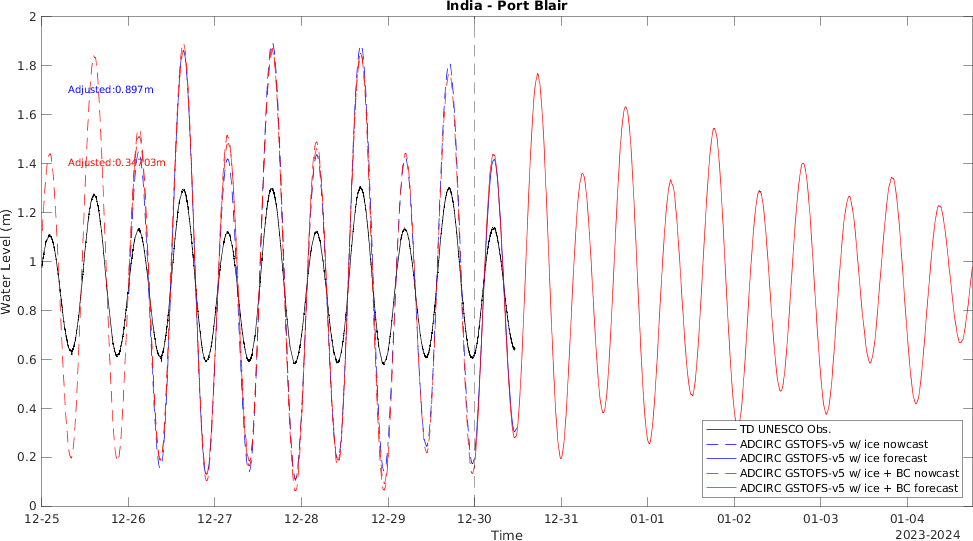 India - Port Blair
2
1.8
1.6
1.4
1.2
1
0.8
0.6
0.4
0.2
0
Water Level (m)
Adjusted:0.897m
Adjusted:0.34703m
TD UNESCO Obs.
ADCIRC GSTOFS-v5 w/ ice nowcast
ADCIRC GSTOFS-v5 w/ ice forecast
ADCIRC GSTOFS-v5 w/ ice + BC nowcast
ADCIRC GSTOFS-v5 w/ ice + BC forecast
12-25 12-26 12-27 12-28 12-29 12-30 12-31 01-01 01-02 01-03 01-04
Time
2023-2024